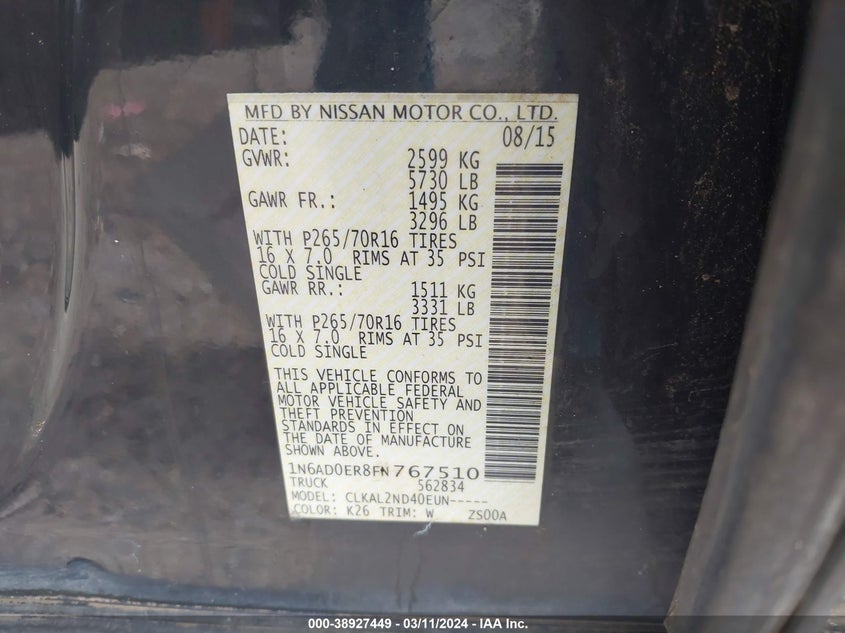 MFD BY NISSAN MOTOR CO., LTD.
DATE: 08/15
GVWR: 2599 KG
5730 LB
GAWR FR.: 1495 KG
3296 LB
WITH P265/70R16 TIRES
16 X 7.0 RIMS AT 35 PSI
COLD SINGLE
GAWR RR.: 1511 KG
3331 LB
WITH P265/70R16 TIRES
16 X 7.0 RIMS AT 35 PSI
COLD SINGLE
THIS VEHICLE CONFORMS TO
ALL APPLICABLE FEDERAL
MOTOR VEHICLE SAFETY AND
THEFT PREVENTION
STANDARDS IN EFFECT ON
THE DATE OF MANUFACTURE
SHOWN ABOVE.
1N6AD0ER8FN767510
TRUCK 562834
MODEL: CLKAL2ND40EUN-----
COLOR: K26 TRIM: W ZS00A
000-38927449 - 03/11/2024 - IAA Inc.